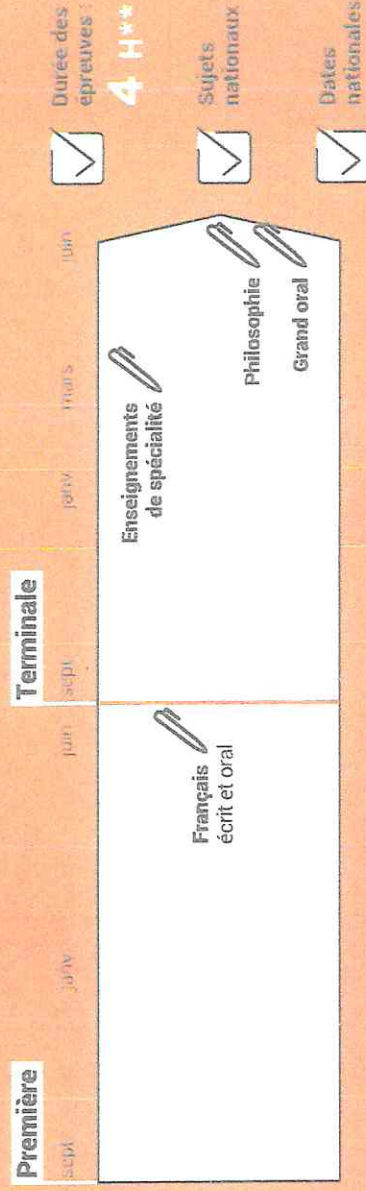 Première
Terminale
sept
janv
juin
sept
janv
mars
juin
Français
écrit et oral
Enseignements
de spécialité
Philosophie
Grand oral
Durée des
épreuves :
4 H**
Sujets
nationaux
Dates
nationales